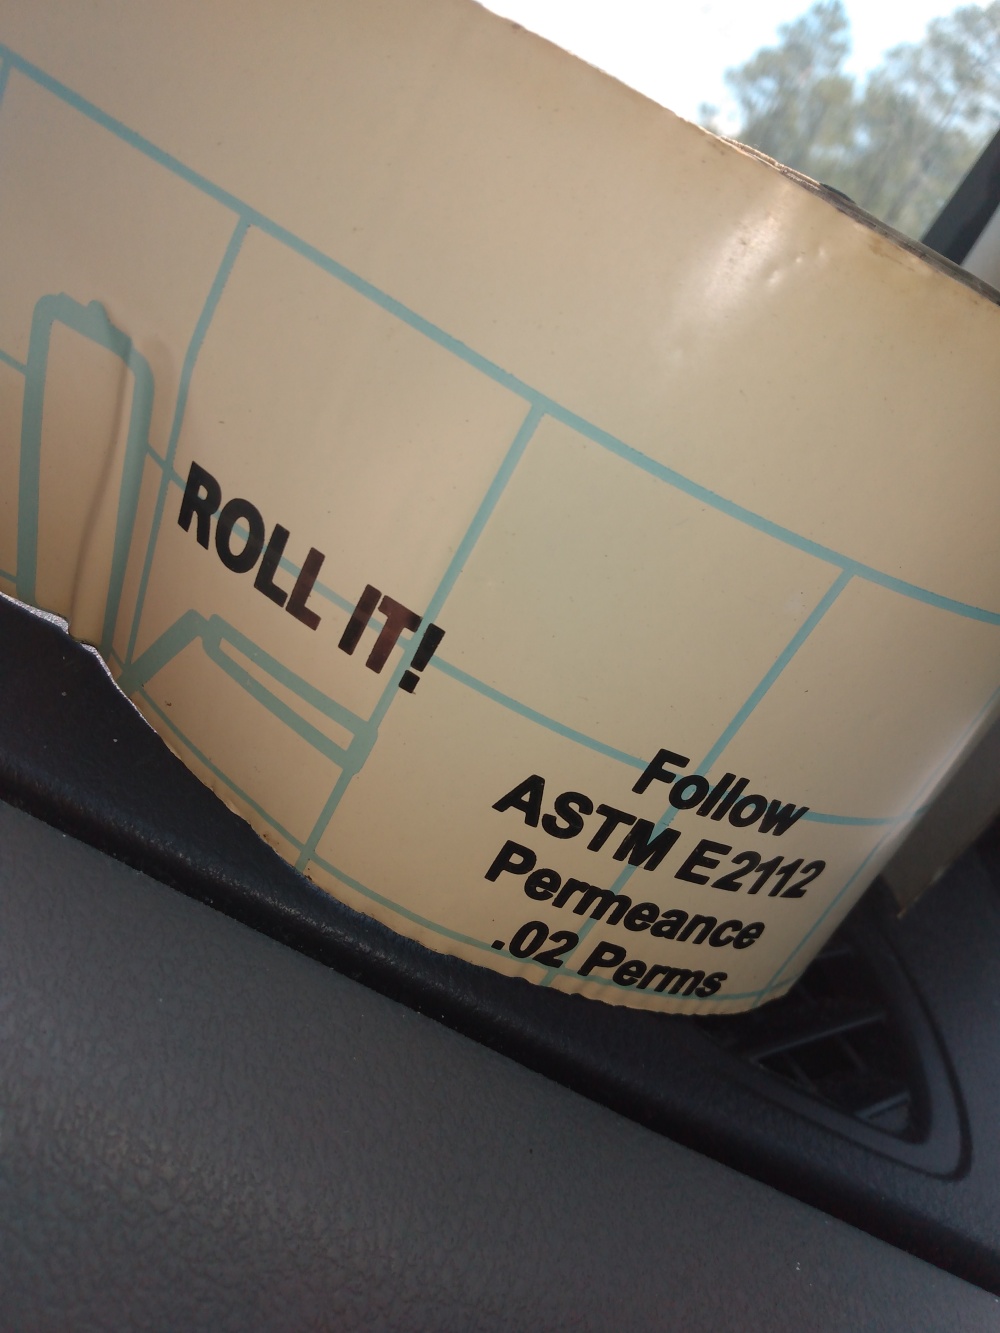 ROLL IT!
Follow
ASTM E2112
Permeance
.02 Perms